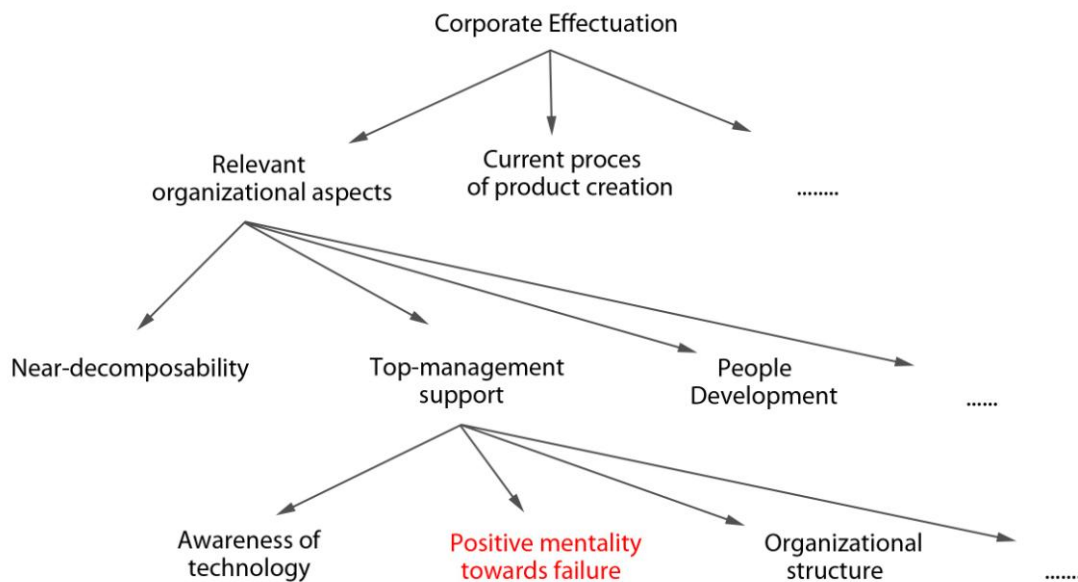 Corporate Effectuation
Relevant
organizational aspects
Current proces
of product creation
........
Near-decomposability
Top-management
support
People
Development
......
Awareness of
technology
Positive mentality
towards failure
Organizational
structure
......